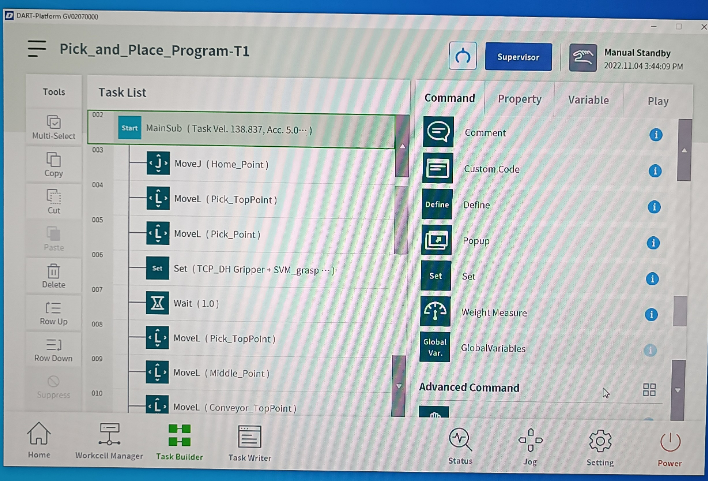 DART-Platform GV02070000
Pick_and_Place_Program-T1
Supervisor
Manual Standby
2022.11.04 3:44:09 PM
Tools
Multi-Select
Copy
Cut
Paste
Delete
Row Up
Row Down
Suppress
Task List
002 Start MainSub ( Task Vel. 138.837, Acc. 5.0··· )
003 J MoveJ ( Home_Point )
004 L MoveL ( Pick_TopPoint )
005 L MoveL ( Pick_Point )
006 Set Set ( TCP_DH Gripper + SVM_grasp ··· )
007 Wait ( 1.0 )
008 L MoveL ( Pick_TopPoint )
009 L MoveL ( Middle_Point )
010 L MoveL ( Conveyor_TopPoint )
Command Property Variable Play
Comment i
Custom Code i
Define Define i
Popup i
Set Set i
Weight Measure i
Global Var. GlobalVariables i
Advanced Command
Home
Workcell Manager
Task Builder
Task Writer
Status
Jog
Setting
Power